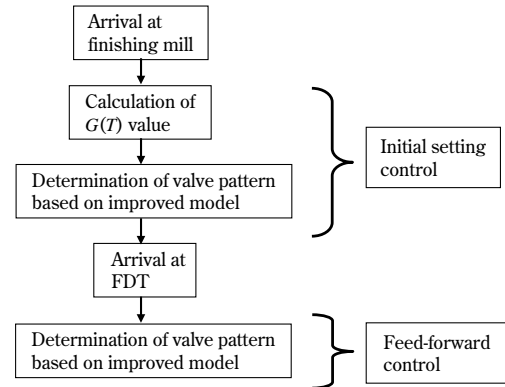 Arrival at
finishing mill
Calculation of
G(T) value
Initial setting
control
Determination of valve pattern
based on improved model
Arrival at
FDT
Determination of valve pattern
based on improved model
Feed-forward
control